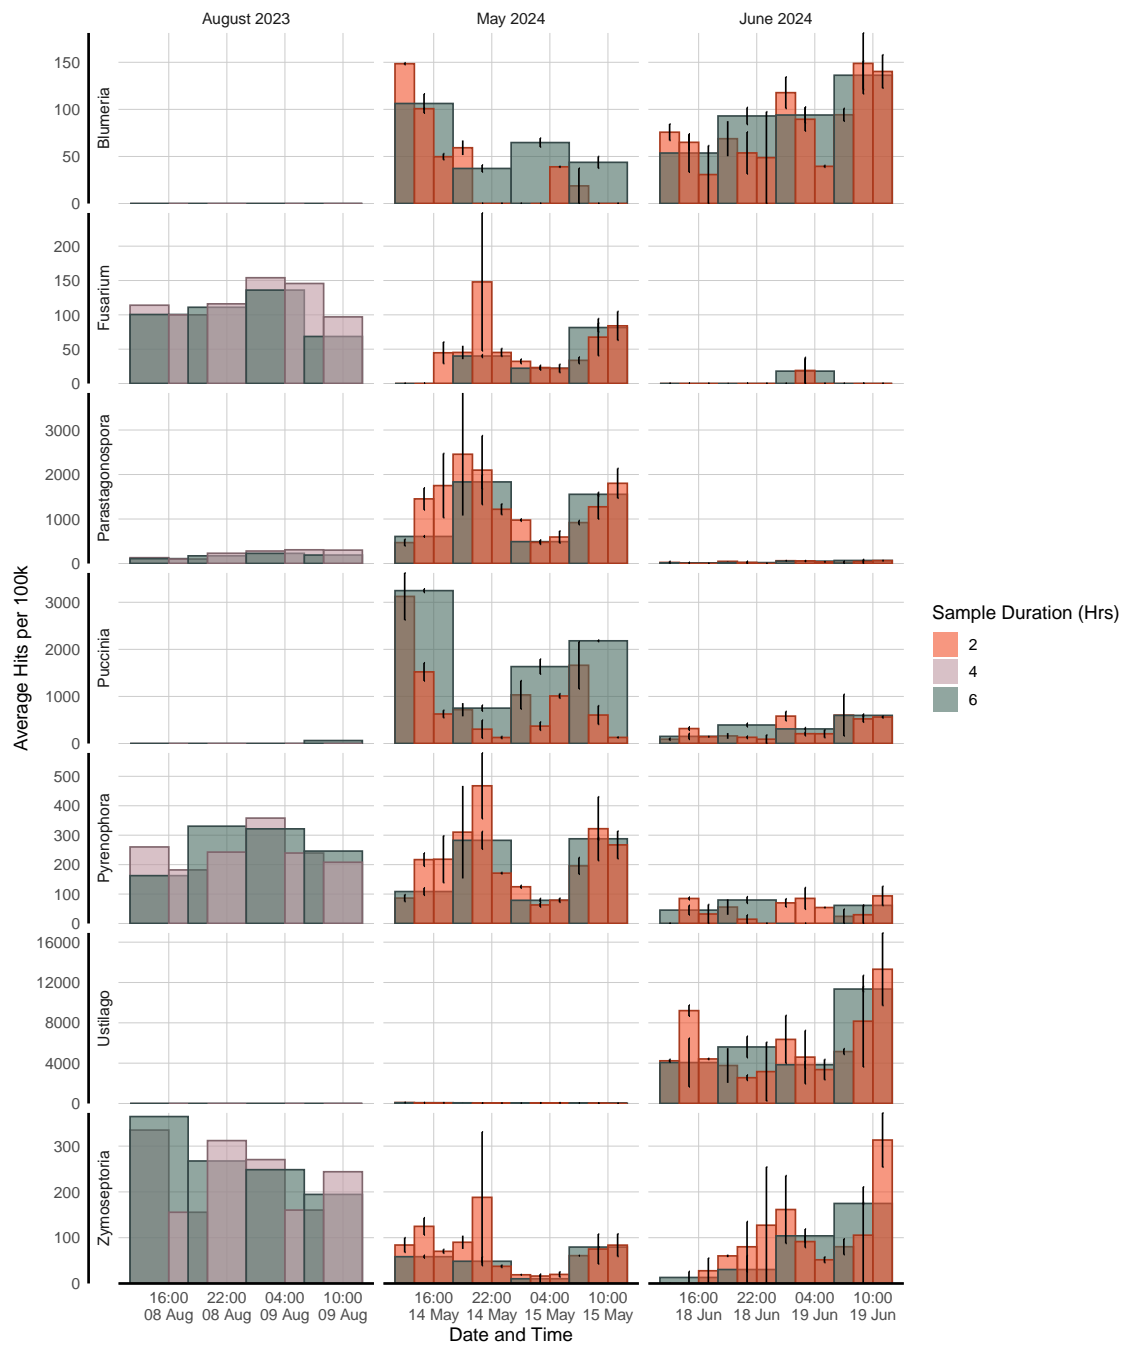 August 2023
May 2024
June 2024
Average Hits per 100k
Blumeria
150
100
50
0
Fusarium
200
150
100
50
0
Parastagonospora
3000
2000
1000
0
Puccinia
3000
2000
1000
0
Pyrenophora
500
400
300
200
100
0
Ustilago
16000
12000
8000
4000
0
Zymoseptoria
300
200
100
0
16:00 22:00 04:00 10:00
08 Aug 08 Aug 09 Aug 09 Aug
16:00 22:00 04:00 10:00
14 May 14 May 15 May 15 May
16:00 22:00 04:00 10:00
18 Jun 18 Jun 19 Jun 19 Jun
Date and Time
Sample Duration (Hrs)
2
4
6